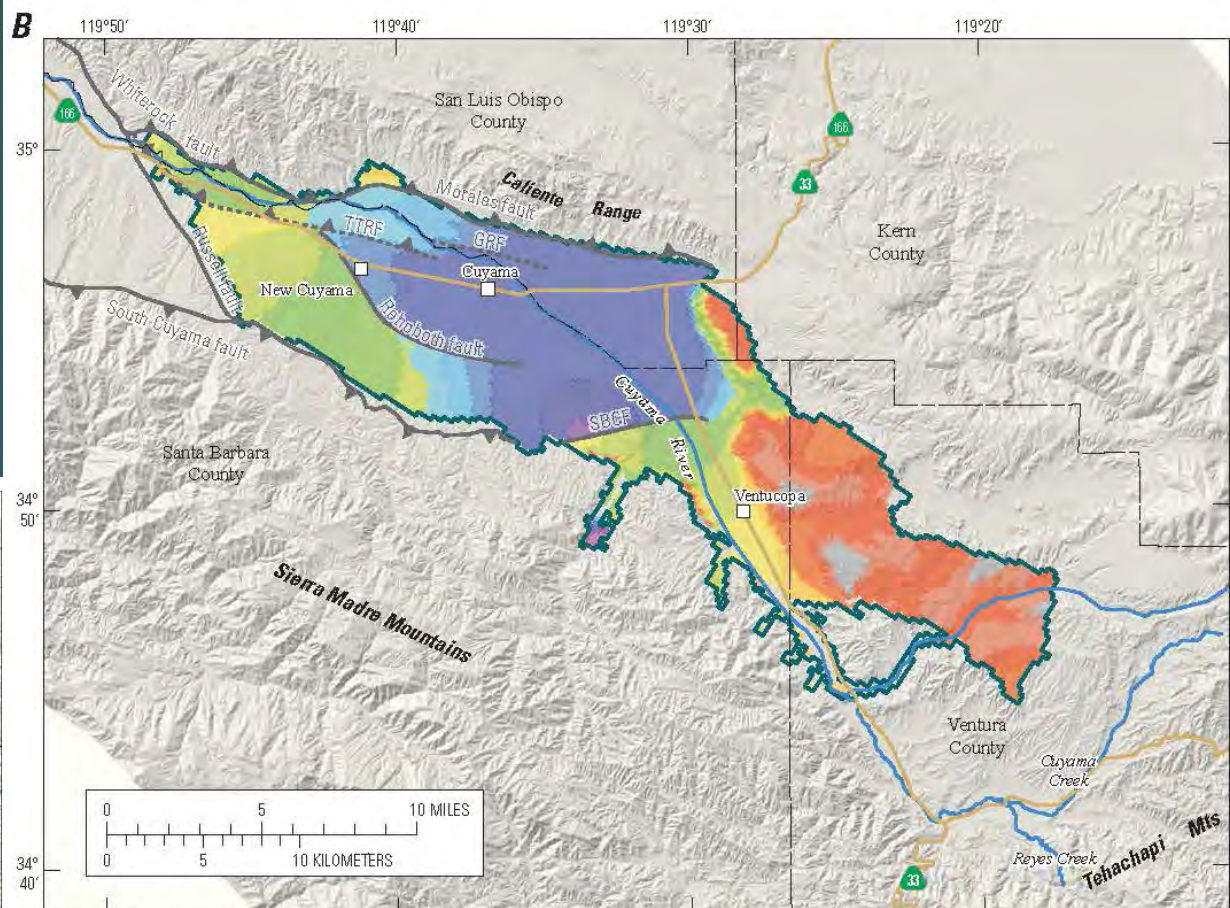 B
119°50′
119°40′
119°30′
119°20′
166
Whiterock fault
San Luis Obispo
County
166
35°
33
Caliente Range
Morales fault
Kern
County
TTRF
GRF
Russell fault
Cuyama
New Cuyama
Rehoboth fault
South Cuyama fault
Cuyama River
SBCF
Santa Barbara
County
34°
50′
Ventucopa
Sierra Madre Mountains
Ventura
County
Cuyama
Creek
0 5 10 MILES
0 5 10 KILOMETERS
Reyes Creek
Tehachapi Mts
34°
40′
33